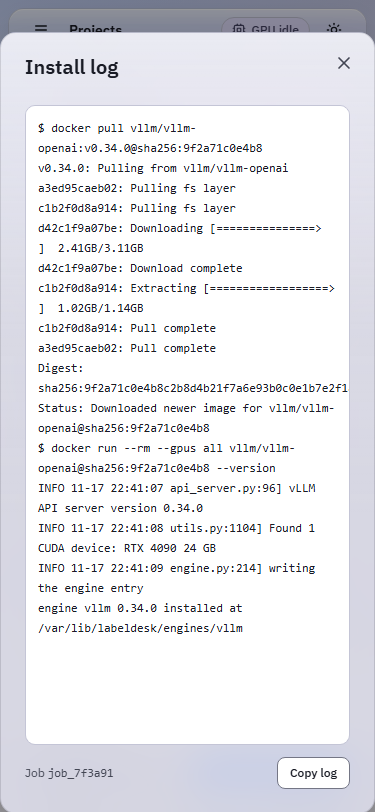 Projects
GPU idle
Install log
$ docker pull vllm/vllm-
openai:v0.34.0@sha256:9f2a71c0e4b8
v0.34.0: Pulling from vllm/vllm-openai
a3ed95caeb02: Pulling fs layer
c1b2f0d8a914: Pulling fs layer
d42c1f9a07be: Downloading [===============>
]  2.41GB/3.11GB
d42c1f9a07be: Download complete
c1b2f0d8a914: Extracting [==================>
]  1.02GB/1.14GB
c1b2f0d8a914: Pull complete
a3ed95caeb02: Pull complete
Digest:
sha256:9f2a71c0e4b8c2b8d4b21f7a6e93b0c0e1b7e2f1
Status: Downloaded newer image for vllm/vllm-
openai@sha256:9f2a71c0e4b8
$ docker run --rm --gpus all vllm/vllm-
openai@sha256:9f2a71c0e4b8 --version
INFO 11-17 22:41:07 api_server.py:96] vLLM
API server version 0.34.0
INFO 11-17 22:41:08 utils.py:1104] Found 1
CUDA device: RTX 4090 24 GB
INFO 11-17 22:41:09 engine.py:214] writing
the engine entry
engine vllm 0.34.0 installed at
/var/lib/labeldesk/engines/vllm
Job job_7f3a91
Copy log